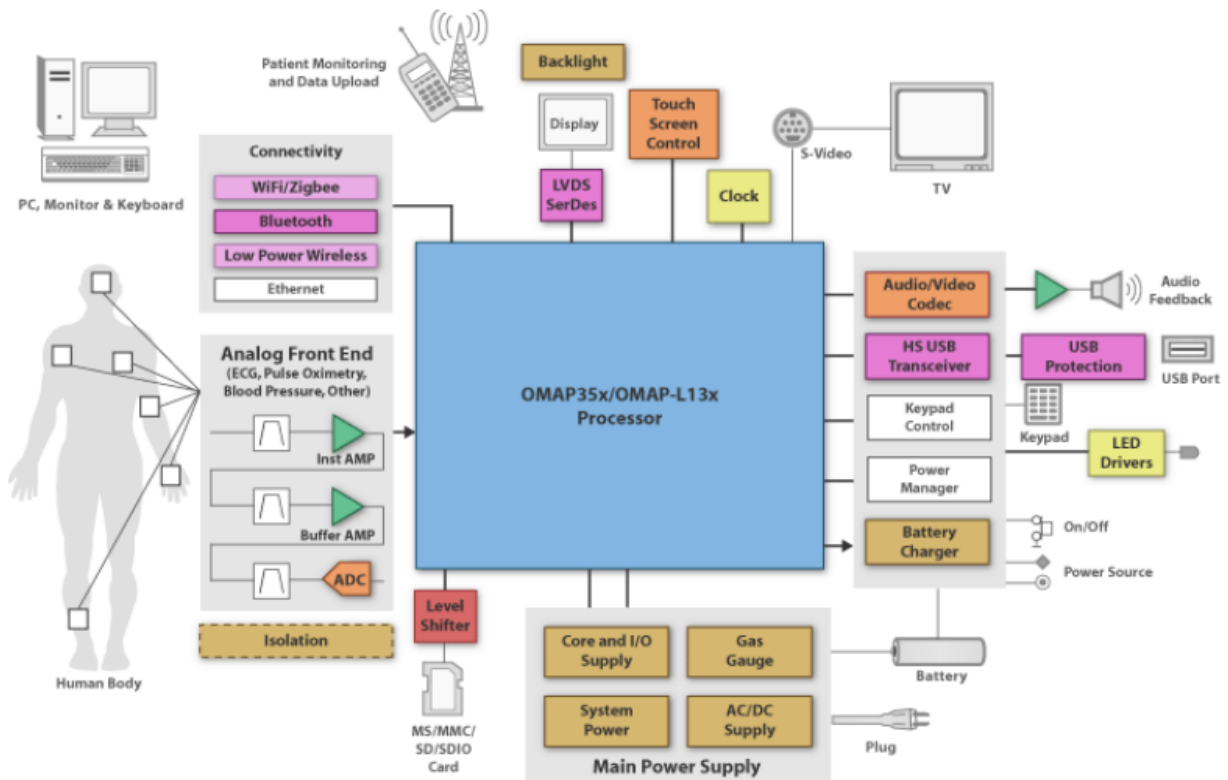 Patient Monitoring
and Data Upload
Backlight
Display
Touch
Screen
Control
S-Video
TV
PC, Monitor & Keyboard
Connectivity
WiFi/Zigbee
Bluetooth
Low Power Wireless
Ethernet
LVDS
SerDes
Clock
Analog Front End
(ECG, Pulse Oximetry,
Blood Pressure, Other)
Inst AMP
Buffer AMP
ADC
Isolation
Human Body
OMAP35x/OMAP-L13x
Processor
Audio/Video
Codec
Audio
Feedback
HS USB
Transceiver
USB
Protection
USB Port
Keypad
Control
Keypad
Power
Manager
LED
Drivers
Battery
Charger
On/Off
Power Source
Level
Shifter
MS/MMC/
SD/SDIO
Card
Core and I/O
Supply
Gas
Gauge
System
Power
AC/DC
Supply
Main Power Supply
Battery
Plug